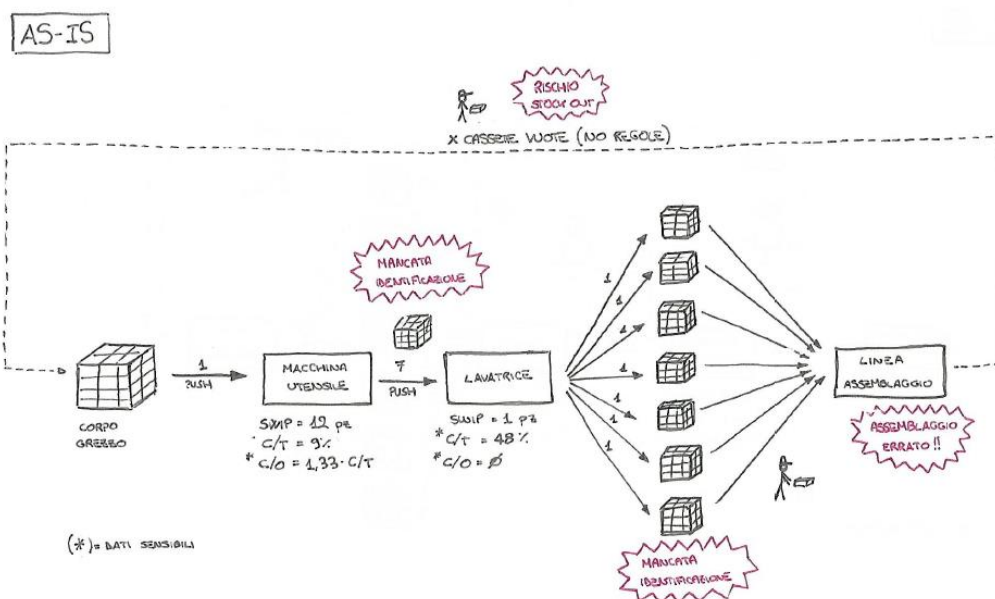 AS-IS
RISCHIO
STOCK OUT
X CASSETTE VUOTE (NO REGOLE)
MANCATA
IDENTIFICAZIONE
1
PUSH
MACCHINA
UTENSILE
7
PUSH
LAVATRICE
1
1
1
1
1
1
1
LINEA
ASSEMBLAGGIO
CORPO
GREZZO
SWIP = 12 pz
C/T = 9%
* C/O = 1,33 · C/T
SWIP = 1 pz
* C/T = 48%
* C/O = Ø
ASSEMBLAGGIO
ERRATO!!
(*) = DATI SENSIBILI
MANCATA
IDENTIFICAZIONE